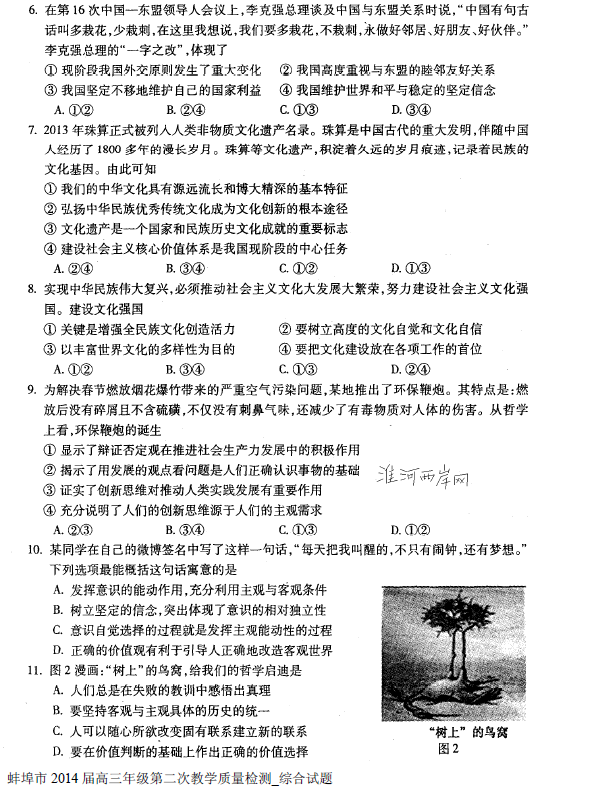 6. 在第 16 次中国—东盟领导人会议上,李克强总理谈及中国与东盟关系时说,“中国有句古
话叫多栽花,少栽刺,在这里我想说,我们要多栽花,不栽刺,永做好邻居、好朋友、好伙伴。”
李克强总理的“一字之改”,体现了
① 现阶段我国外交原则发生了重大变化 ② 我国高度重视与东盟的睦邻友好关系
③ 我国坚定不移地维护自己的国家利益 ④ 我国维护世界和平与稳定的坚定信念
A. ①② B. ②④ C. ①③ D. ③④
7. 2013 年珠算正式被列入人类非物质文化遗产名录。珠算是中国古代的重大发明,伴随中国
人经历了 1800 多年的漫长岁月。珠算等文化遗产,积淀着久远的岁月痕迹,记录着民族的
文化基因。由此可知
① 我们的中华文化具有源远流长和博大精深的基本特征
② 弘扬中华民族优秀传统文化成为文化创新的根本途径
③ 文化遗产是一个国家和民族历史文化成就的重要标志
④ 建设社会主义核心价值体系是我国现阶段的中心任务
A. ②④ B. ③④ C. ①② D. ①③
8. 实现中华民族伟大复兴,必须推动社会主义文化大发展大繁荣,努力建设社会主义文化强
国。建设文化强国
① 关键是增强全民族文化创造活力 ② 要树立高度的文化自觉和文化自信
③ 以丰富世界文化的多样性为目的 ④ 要把文化建设放在各项工作的首位
A. ①② B. ③④ C. ①③ D. ②④
9. 为解决春节燃放烟花爆竹带来的严重空气污染问题,某地推出了环保鞭炮。其特点是:燃
放后没有碎屑且不含硫磺,不仅没有刺鼻气味,还减少了有毒物质对人体的伤害。从哲学
上看,环保鞭炮的诞生
① 显示了辩证否定观在推进社会生产力发展中的积极作用
② 揭示了用发展的观点看问题是人们正确认识事物的基础
淮河西岸网
③ 证实了创新思维对推动人类实践发展有重要作用
④ 充分说明了人们的创新思维源于人们的主观需求
A. ②③ B. ③④ C. ①③ D. ①②
10. 某同学在自己的微博签名中写了这样一句话,“每天把我叫醒的,不只有闹钟,还有梦想。”
下列选项最能概括这句话寓意的是
A. 发挥意识的能动作用,充分利用主观与客观条件
B. 树立坚定的信念,突出体现了意识的相对独立性
C. 意识自觉选择的过程就是发挥主观能动性的过程
D. 正确的价值观有利于引导人正确地改造客观世界
11. 图 2 漫画:“树上”的鸟窝,给我们的哲学启迪是
A. 人们总是在失败的教训中感悟出真理
B. 要坚持客观与主观具体的历史的统一
C. 人可以随心所欲改变固有联系建立新的联系
D. 要在价值判断的基础上作出正确的价值选择
“树上”的鸟窝
图 2
蚌埠市 2014 届高三年级第二次教学质量检测_综合试题